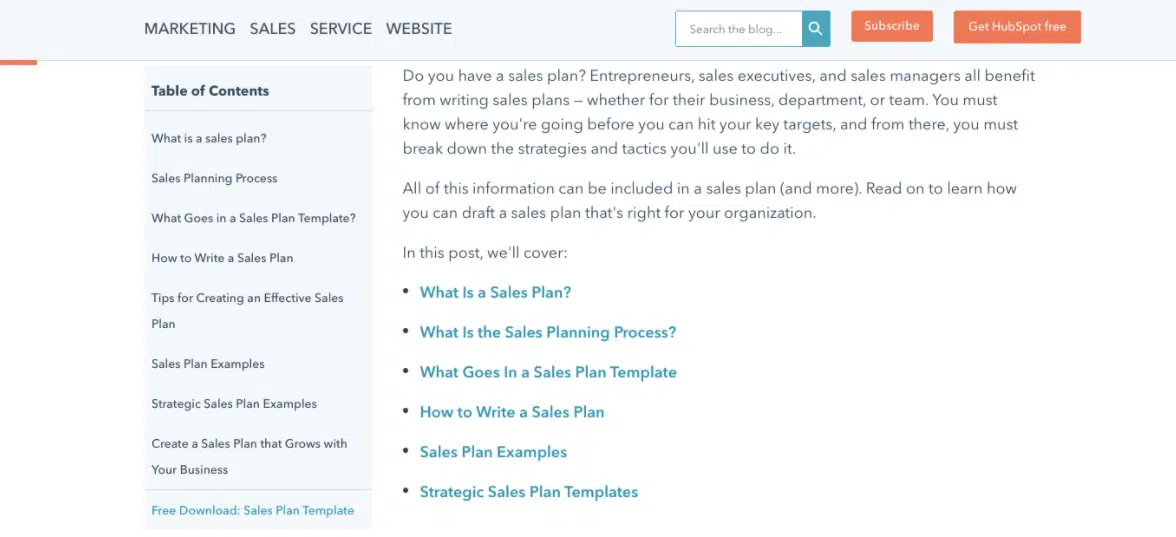 MARKETING SALES SERVICE WEBSITE
Search the blog...
Subscribe
Get HubSpot free
Table of Contents
What is a sales plan?
Sales Planning Process
What Goes in a Sales Plan Template?
How to Write a Sales Plan
Tips for Creating an Effective Sales
Plan
Sales Plan Examples
Strategic Sales Plan Examples
Create a Sales Plan that Grows with
Your Business
Free Download: Sales Plan Template
Do you have a sales plan? Entrepreneurs, sales executives, and sales managers all benefit
from writing sales plans — whether for their business, department, or team. You must
know where you're going before you can hit your key targets, and from there, you must
break down the strategies and tactics you'll use to do it.
All of this information can be included in a sales plan (and more). Read on to learn how
you can draft a sales plan that's right for your organization.
In this post, we'll cover:
• What Is a Sales Plan?
• What Is the Sales Planning Process?
• What Goes In a Sales Plan Template
• How to Write a Sales Plan
• Sales Plan Examples
• Strategic Sales Plan Templates